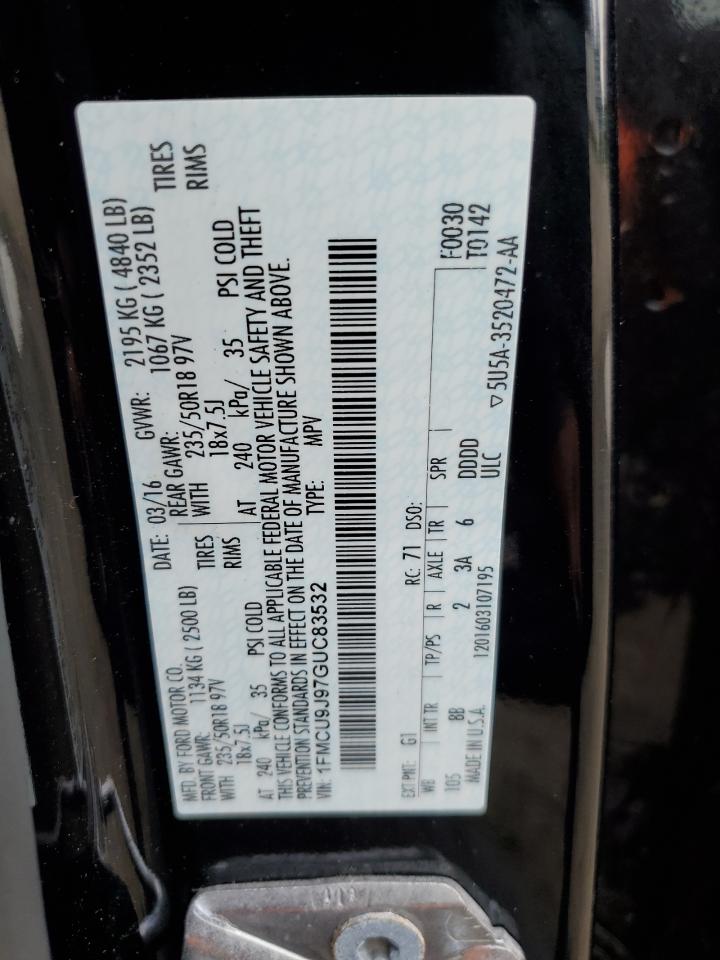 MFD. BY FORD MOTOR CO.
DATE: 03/16 GVWR: 2195 KG ( 4840 LB)
FRONT GAWR: 1134 KG ( 2500 LB) REAR GAWR: 1067 KG ( 2352 LB)
WITH 235/50R18 97V TIRES WITH 235/50R18 97V TIRES
18x7.5J RIMS 18x7.5J RIMS
AT 240 kPa/ 35 PSI COLD AT 240 kPa/ 35 PSI COLD
THIS VEHICLE CONFORMS TO ALL APPLICABLE FEDERAL MOTOR VEHICLE SAFETY AND THEFT
PREVENTION STANDARDS IN EFFECT ON THE DATE OF MANUFACTURE SHOWN ABOVE.
VIN: 1FMCU9J97GUC83532 TYPE: MPV
F0030
T0142
EXT PNT: G1 RC: 71 DSO:
WB INT TR TP/PS R AXLE TR SPR
105 8B 2 3A 6 DDDD
ULC
MADE IN U.S.A. 1201603107195
▽5U5A-3520472-AA